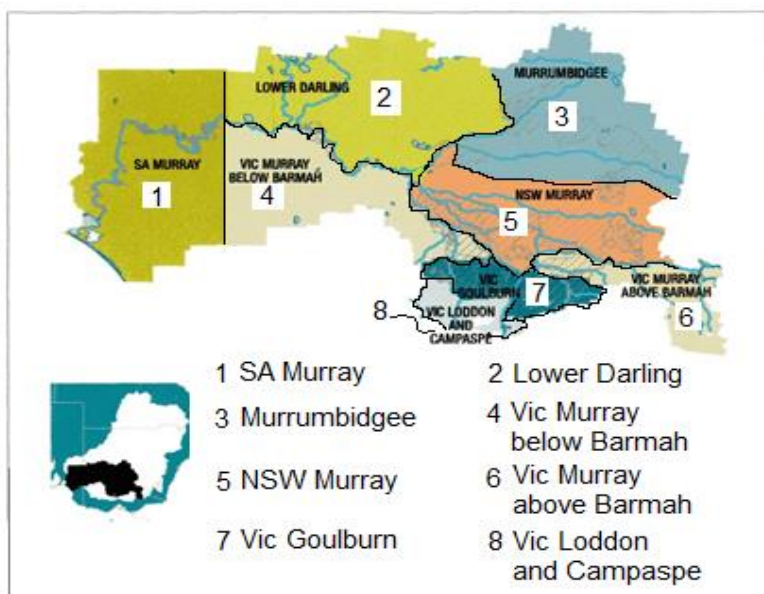 MURRUMBIDGEE
LOWER DARLING
2
3
SA MURRAY
VIC MURRAY
BELOW BARMAH
1
4
NSW MURRAY
5
VIC
GOULBURN
7
VIC MURRAY
ABOVE BARMAH
6
8
VIC LODDON
AND
CAMPASPE
1 SA Murray
2 Lower Darling
3 Murrumbidgee
4 Vic Murray
below Barmah
5 NSW Murray
6 Vic Murray
above Barmah
7 Vic Goulburn
8 Vic Loddon
and Campaspe